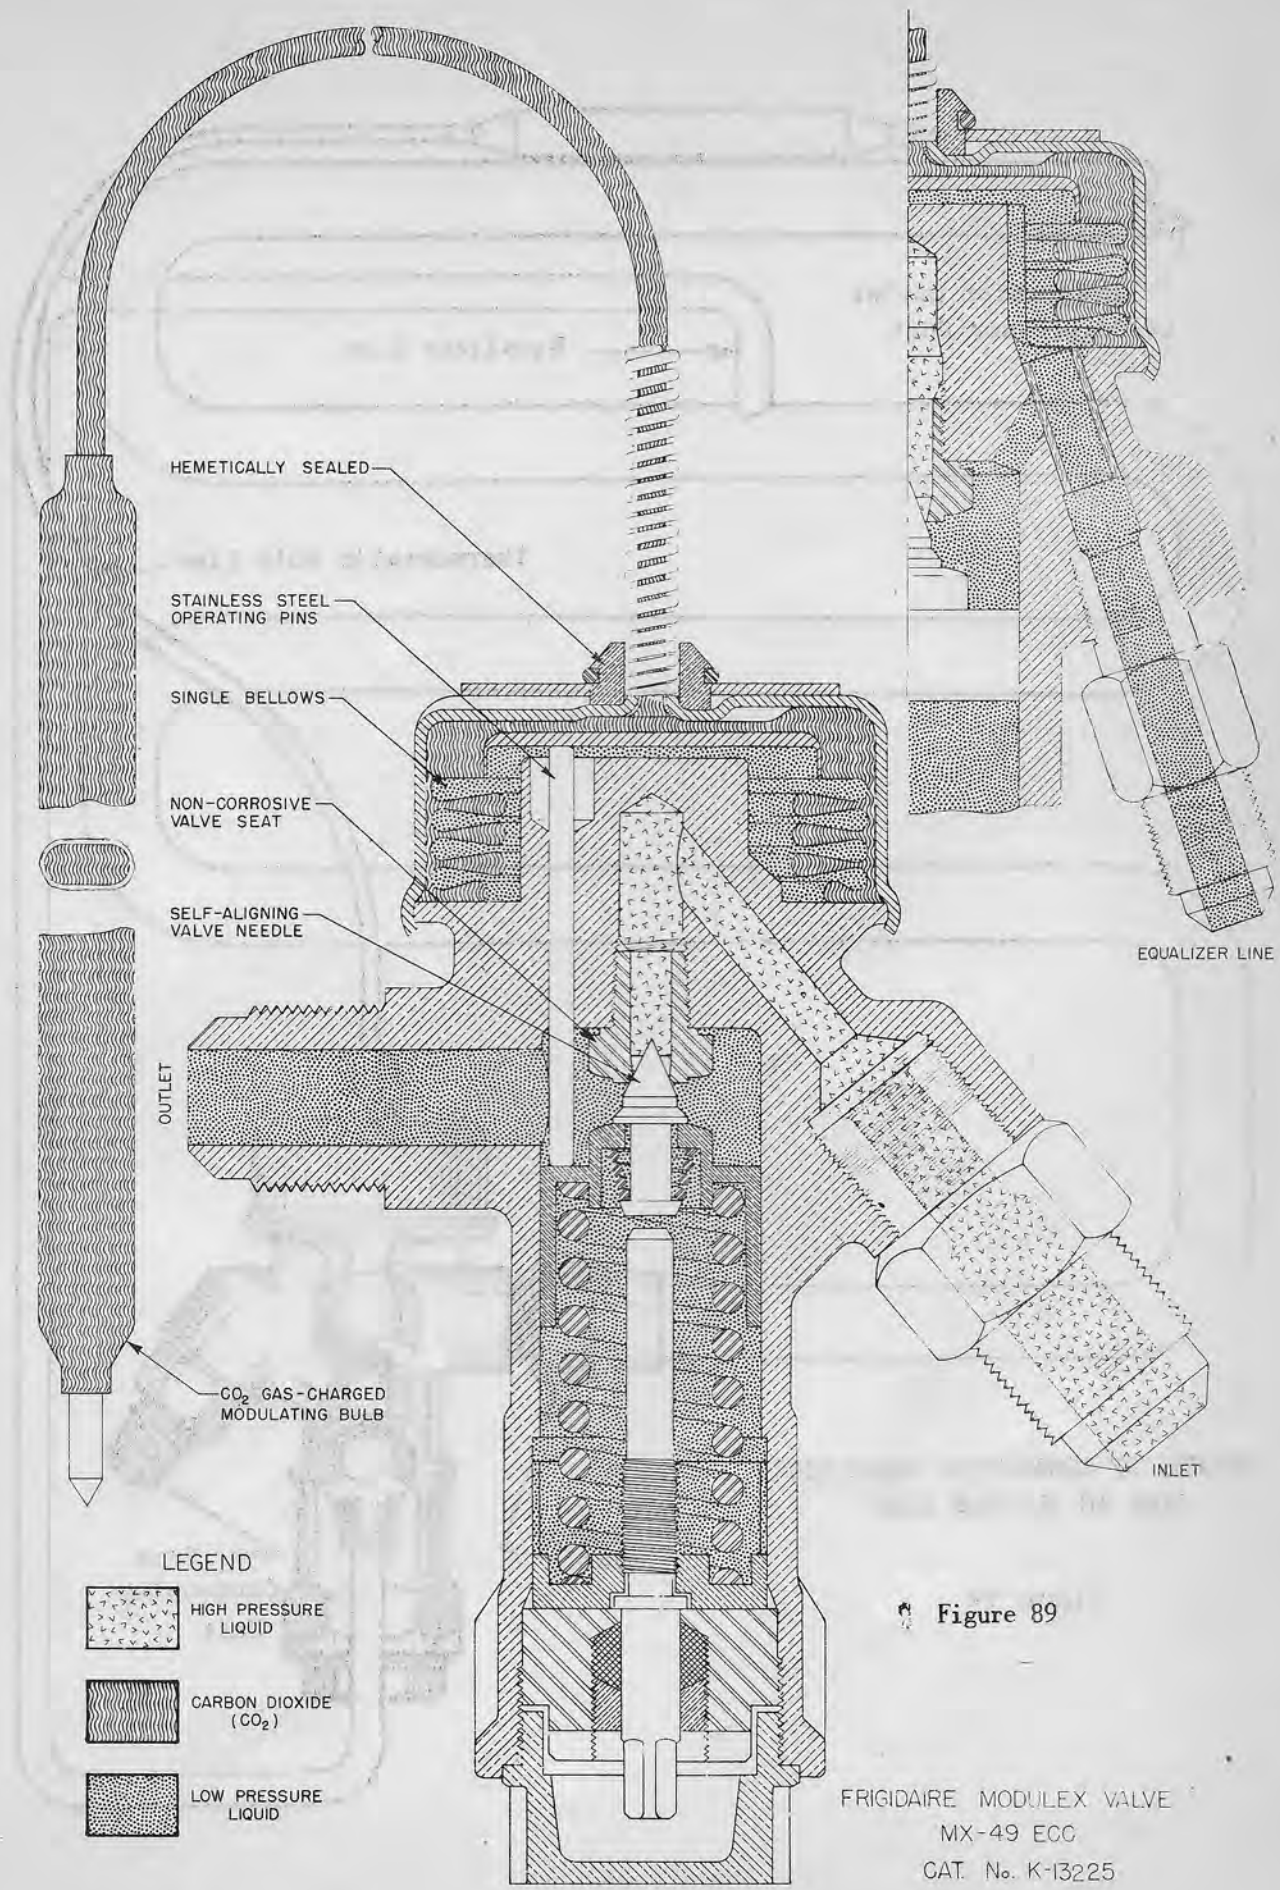 HEMETICALLY SEALED
STAINLESS STEEL
OPERATING PINS
SINGLE BELLOWS
NON-CORROSIVE
VALVE SEAT
SELF-ALIGNING
VALVE NEEDLE
OUTLET
EQUALIZER LINE
CO₂ GAS-CHARGED
MODULATING BULB
INLET
LEGEND
HIGH PRESSURE
LIQUID
CARBON DIOXIDE
(CO₂)
LOW PRESSURE
LIQUID
Figure 89
FRIGIDAIRE MODULEX VALVE
MX-49 ECC
CAT. No. K-13225